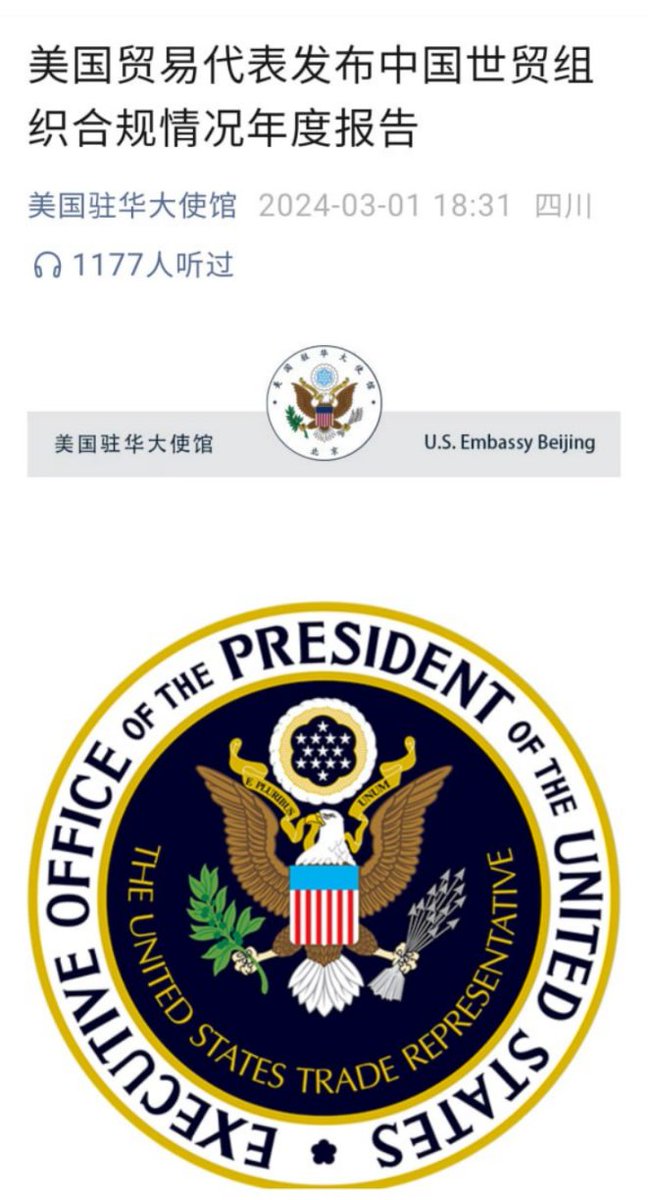 美国贸易代表发布中国世贸组
织合规情况年度报告
美国驻华大使馆 2024-03-01 18:31 四川
1177人听过
美国驻华大使馆
美国驻华大使馆
北京
U.S. Embassy Beijing
EXECUTIVE OFFICE OF THE PRESIDENT OF THE UNITED STATES
E PLURIBUS UNUM
THE UNITED STATES TRADE REPRESENTATIVE